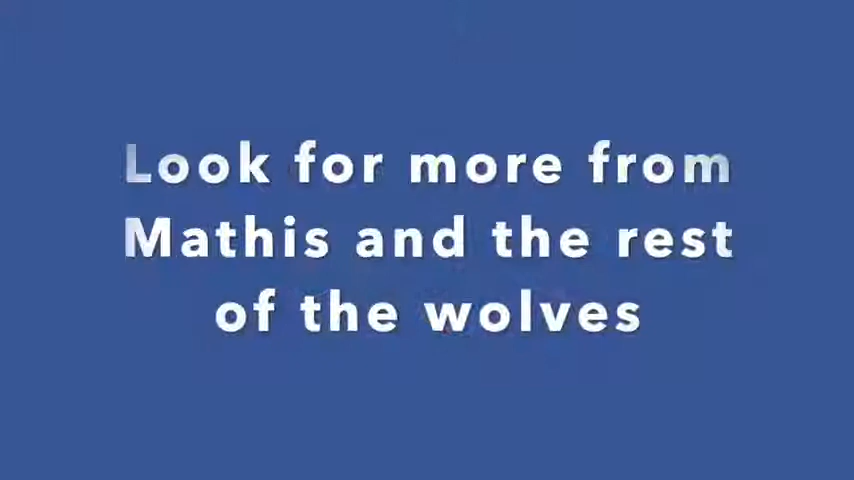 Look for more from
Mathis and the rest
of the wolves